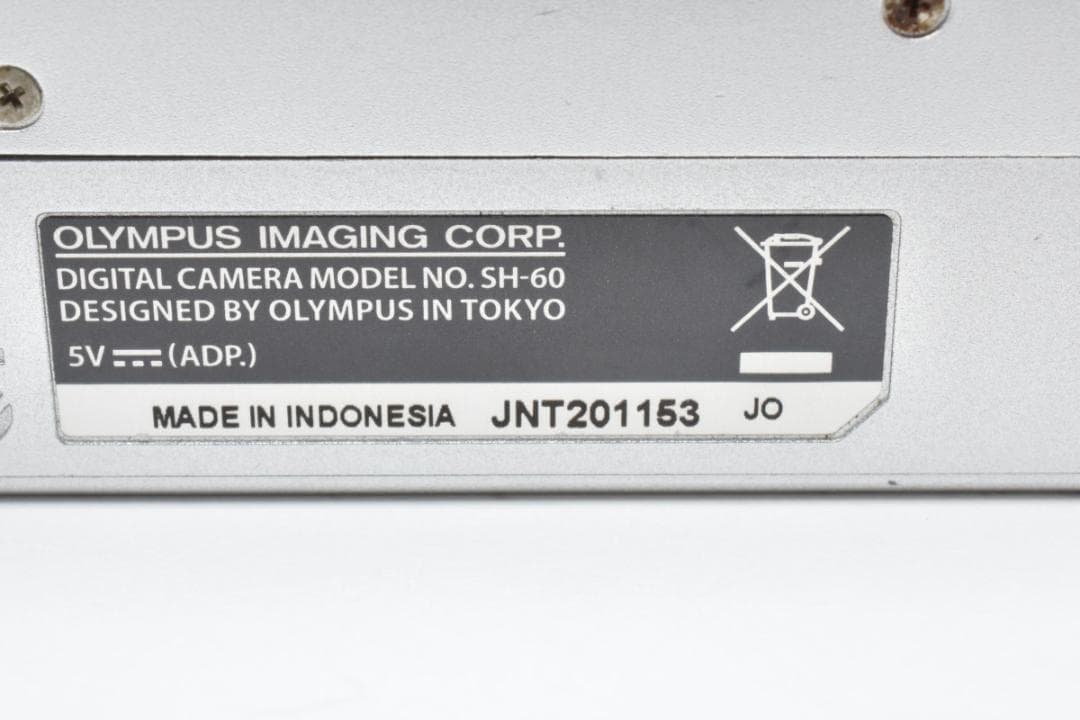 OLYMPUS IMAGING CORP.
DIGITAL CAMERA MODEL NO. SH-60
DESIGNED BY OLYMPUS IN TOKYO
5V ⎓ (ADP.)
MADE IN INDONESIA JNT201153 JO